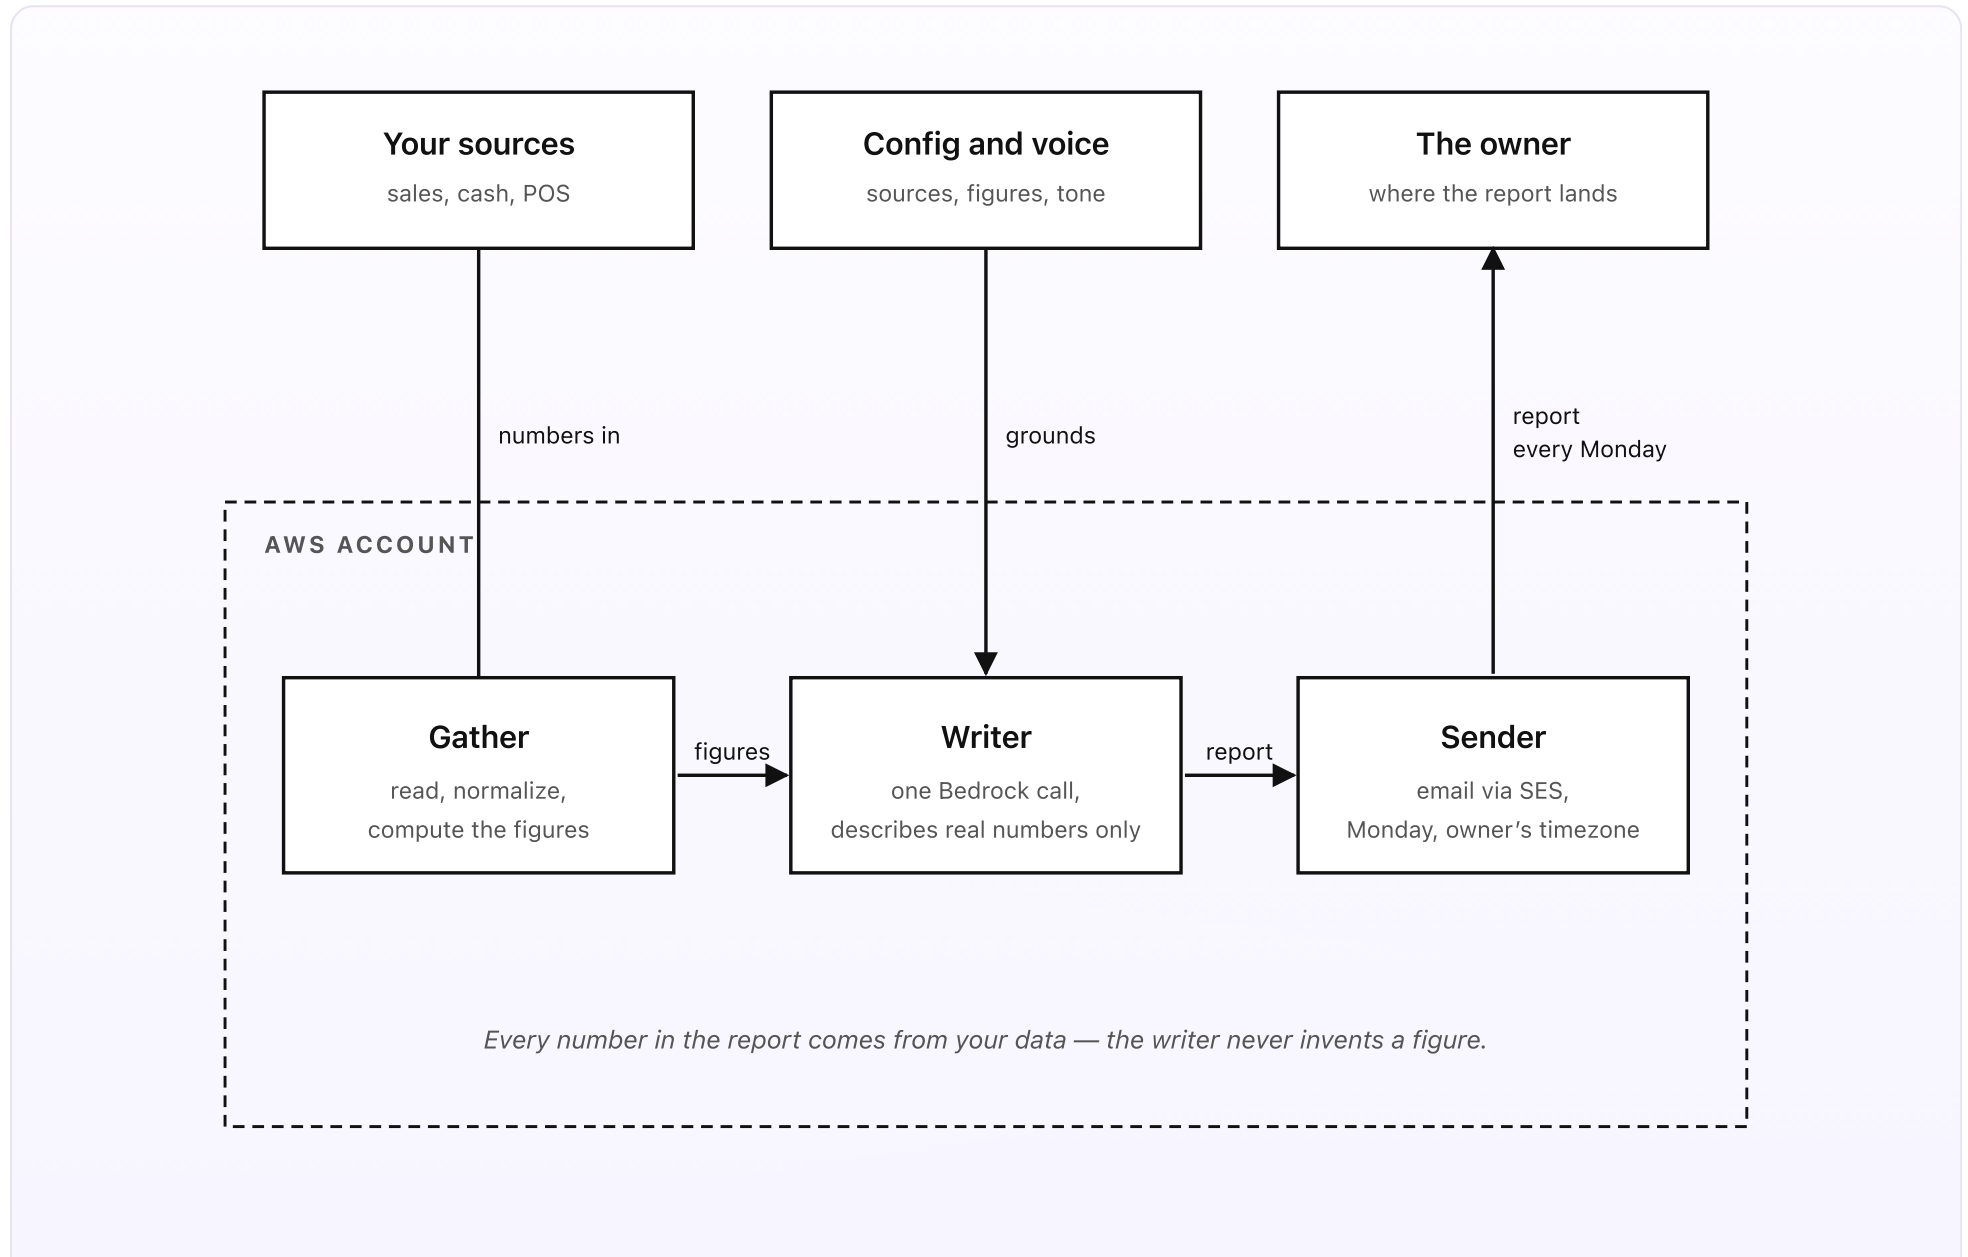 Your sources
sales, cash, POS
Config and voice
sources, figures, tone
The owner
where the report lands
numbers in
grounds
report
every Monday
AWS ACCOUNT
Gather
read, normalize,
compute the figures
figures
Writer
one Bedrock call,
describes real numbers only
report
Sender
email via SES,
Monday, owner’s timezone
Every number in the report comes from your data — the writer never invents a figure.